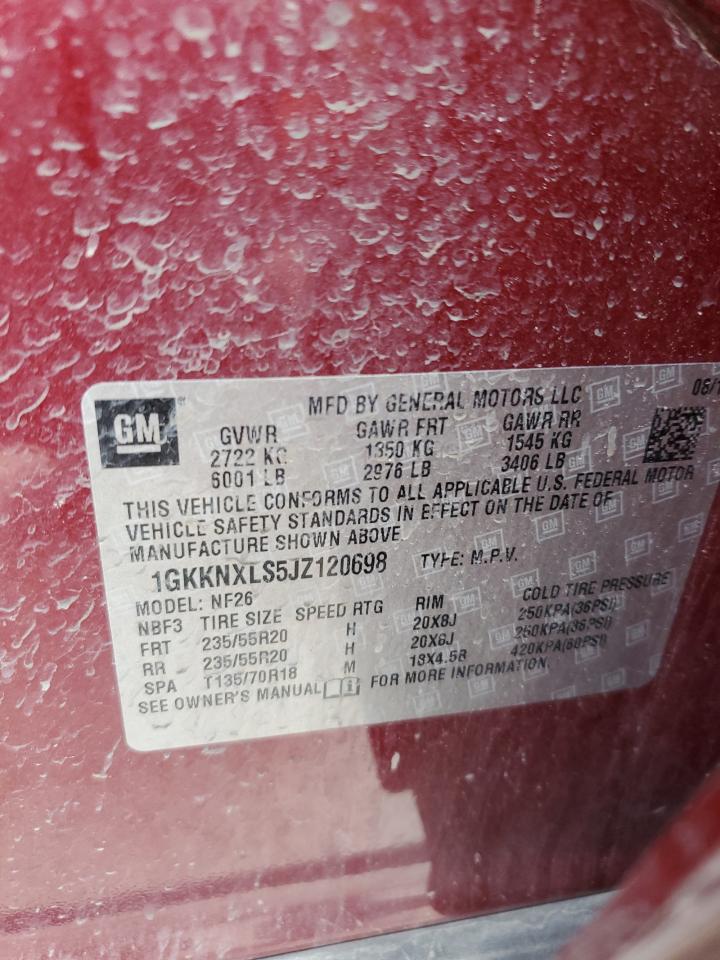 MFD BY GENERAL MOTORS LLC
GM
GVWR GAWR FRT GAWR RR
2722 KG 1350 KG 1545 KG
6001 LB 2976 LB 3406 LB
THIS VEHICLE CONFORMS TO ALL APPLICABLE U.S. FEDERAL MOTOR
VEHICLE SAFETY STANDARDS IN EFFECT ON THE DATE OF
MANUFACTURE SHOWN ABOVE.
1GKKNXLS5JZ120698 TYPE: M.P.V.
MODEL: NF26
NBF3 TIRE SIZE SPEED RTG RIM COLD TIRE PRESSURE
FRT 235/55R20 H 20X8J 250KPA(36PSI)
RR 235/55R20 H 20X8J 250KPA(36PSI)
SPA T135/70R18 M 18X4.5B 420KPA(60PSI)
SEE OWNER'S MANUAL FOR MORE INFORMATION.